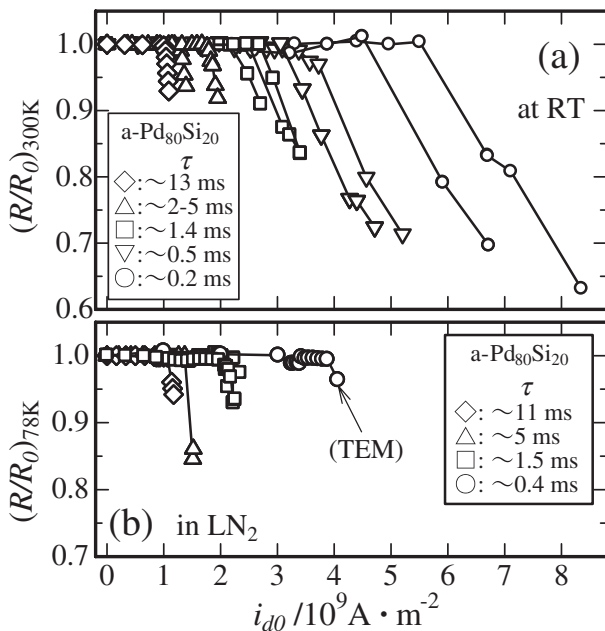 1.0
0.9
0.8
0.7
0.6
(R/R0)300K
(a)
at RT
a-Pd80Si20
τ
◇:~13 ms
△:~2-5 ms
□:~1.4 ms
▽:~0.5 ms
○:~0.2 ms
1.0
0.9
0.8
0.7
(R/R0)78K
(b)
in LN2
(TEM)
a-Pd80Si20
τ
◇: ~11 ms
△: ~5 ms
□: ~1.5 ms
○: ~0.4 ms
0 1 2 3 4 5 6 7 8
id0 /10⁹A · m⁻²